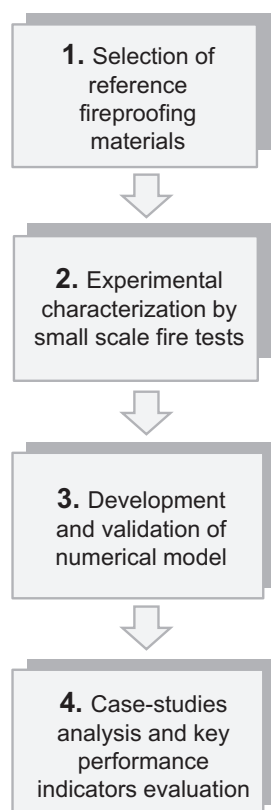 1. Selection of
reference
fireproofing
materials
2. Experimental
characterization by
small scale fire tests
3. Development
and validation of
numerical model
4. Case-studies
analysis and key
performance
indicators evaluation